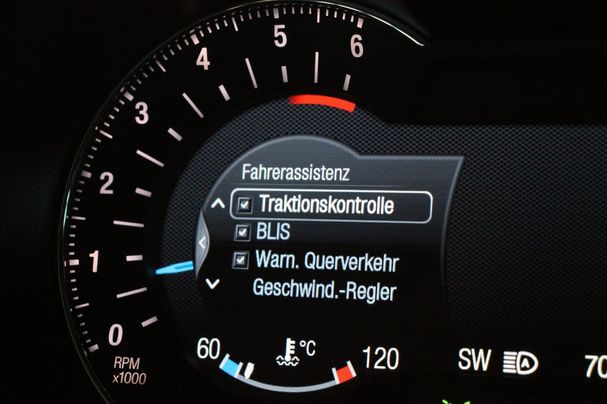 6
5
4
3
2
1
0
RPM
x1000
Fahrerassistenz
Traktionskontrolle
BLIS
Warn. Querverkehr
Geschwind.-Regler
60 °C 120
SW A 70